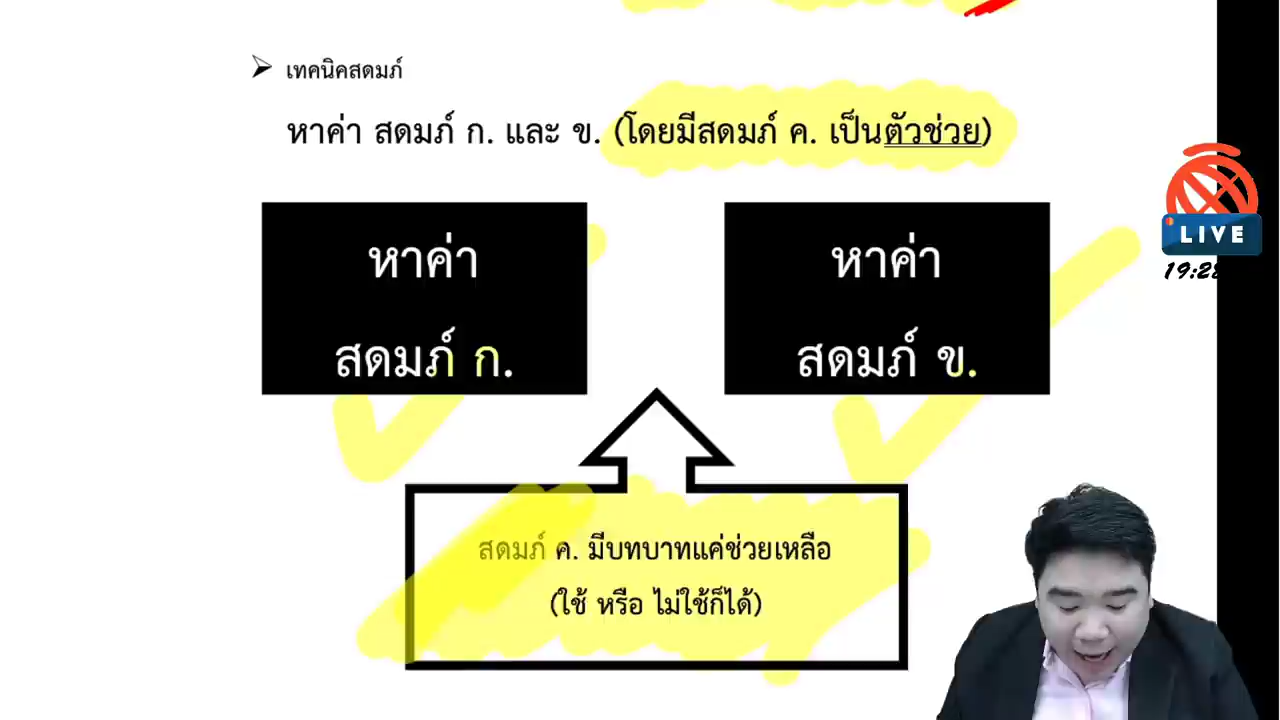 เทคนิคสดมภ์
หาค่า สดมภ์ ก. และ ข. (โดยมีสดมภ์ ค. เป็นตัวช่วย)
หาค่า
สดมภ์ ก.
หาค่า
สดมภ์ ข.
สดมภ์ ค. มีบทบาทแค่ช่วยเหลือ
(ใช้ หรือ ไม่ใช้ก็ได้)
LIVE
19:28